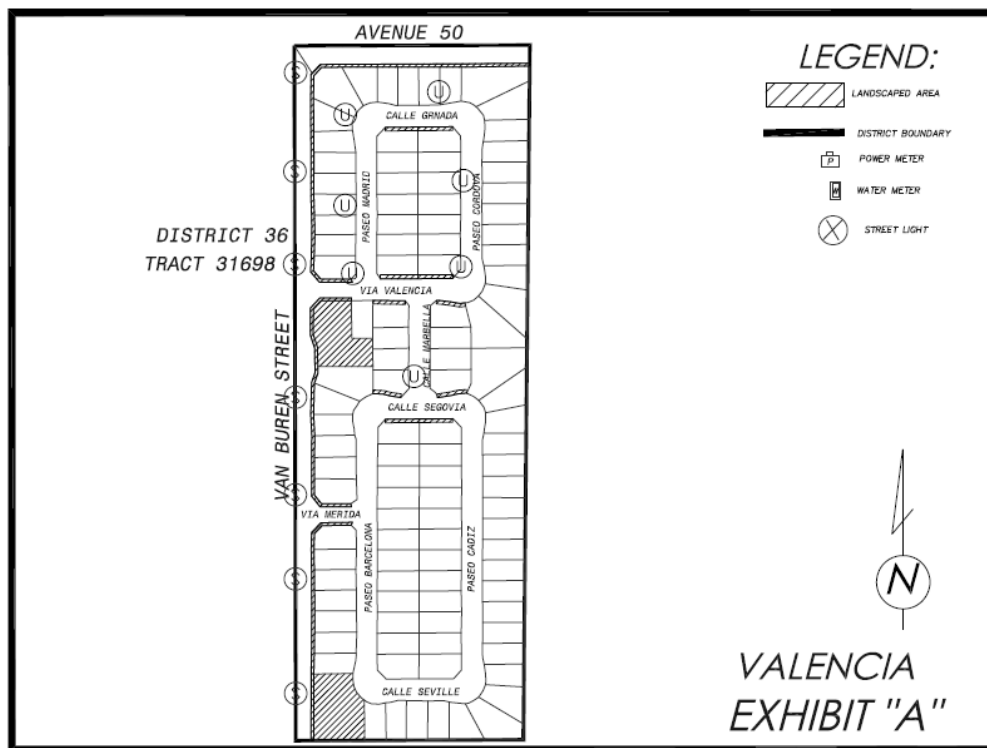 AVENUE 50
LEGEND:
LANDSCAPED AREA
DISTRICT BOUNDARY
P
POWER METER
W
WATER METER
STREET LIGHT
S
U
U
CALLE GRNADA
S
PASEO MADRID
U
PASEO CORDOVA
U
DISTRICT 36
TRACT 31698
S
U
U
VIA VALENCIA
CALLE MARBELLA
VAN BUREN STREET
U
S
CALLE SEGOVIA
S
VIA MERIDA
PASEO BARCELONA
PASEO CADIZ
S
S
CALLE SEVILLE
N
VALENCIA
EXHIBIT "A"